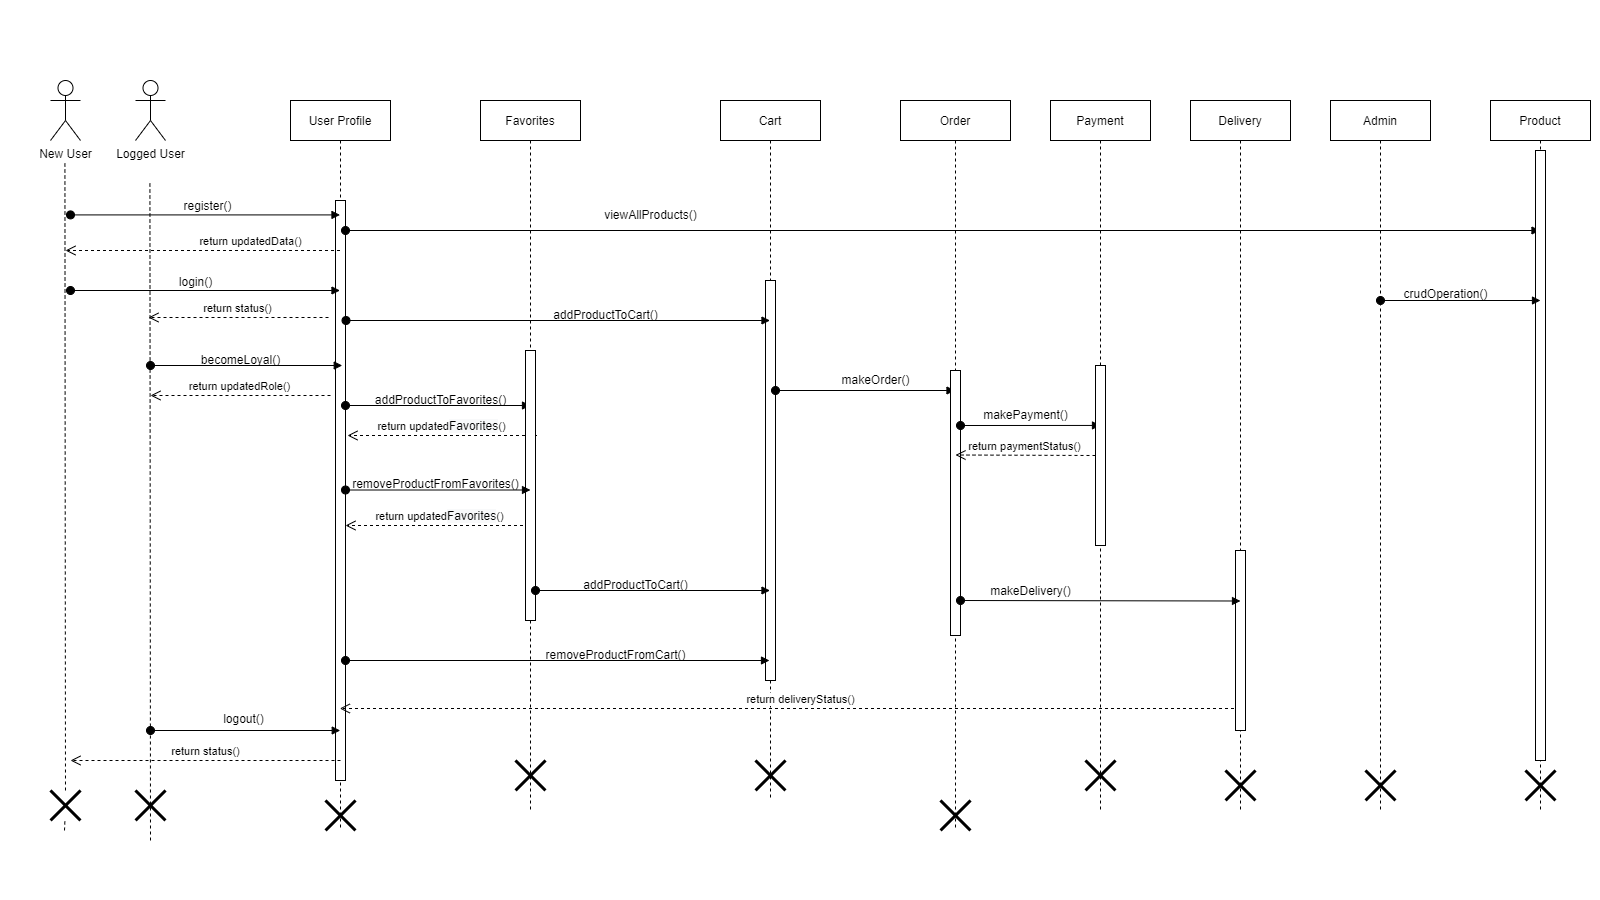 New User
Logged User
User Profile
Favorites
Cart
Order
Payment
Delivery
Admin
Product
register()
viewAllProducts()
return updatedData()
login()
crudOperation()
return status()
addProductToCart()
becomeLoyal()
return updatedRole()
makeOrder()
addProductToFavorites()
makePayment()
return updatedFavorites()
return paymentStatus()
removeProductFromFavorites()
return updatedFavorites()
addProductToCart()
makeDelivery()
removeProductFromCart()
return deliveryStatus()
logout()
return status()